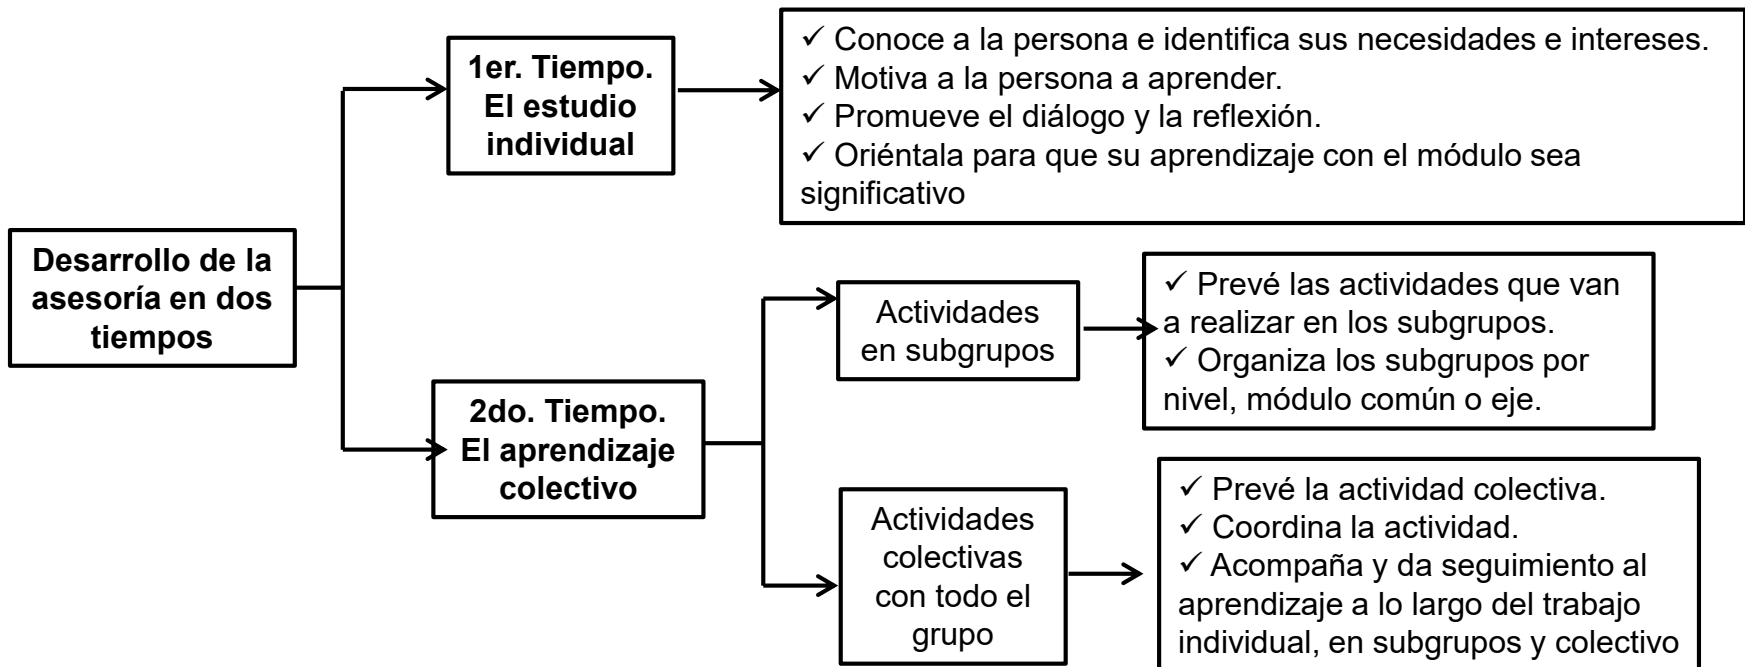 Desarrollo de la
asesoría en dos
tiempos
1er. Tiempo.
El estudio
individual
✓ Conoce a la persona e identifica sus necesidades e intereses.
✓ Motiva a la persona a aprender.
✓ Promueve el diálogo y la reflexión.
✓ Oriéntala para que su aprendizaje con el módulo sea
significativo
2do. Tiempo.
El aprendizaje
colectivo
Actividades
en subgrupos
✓ Prevé las actividades que van
a realizar en los subgrupos.
✓ Organiza los subgrupos por
nivel, módulo común o eje.
Actividades
colectivas
con todo el
grupo
✓ Prevé la actividad colectiva.
✓ Coordina la actividad.
✓ Acompaña y da seguimiento al
aprendizaje a lo largo del trabajo
individual, en subgrupos y colectivo